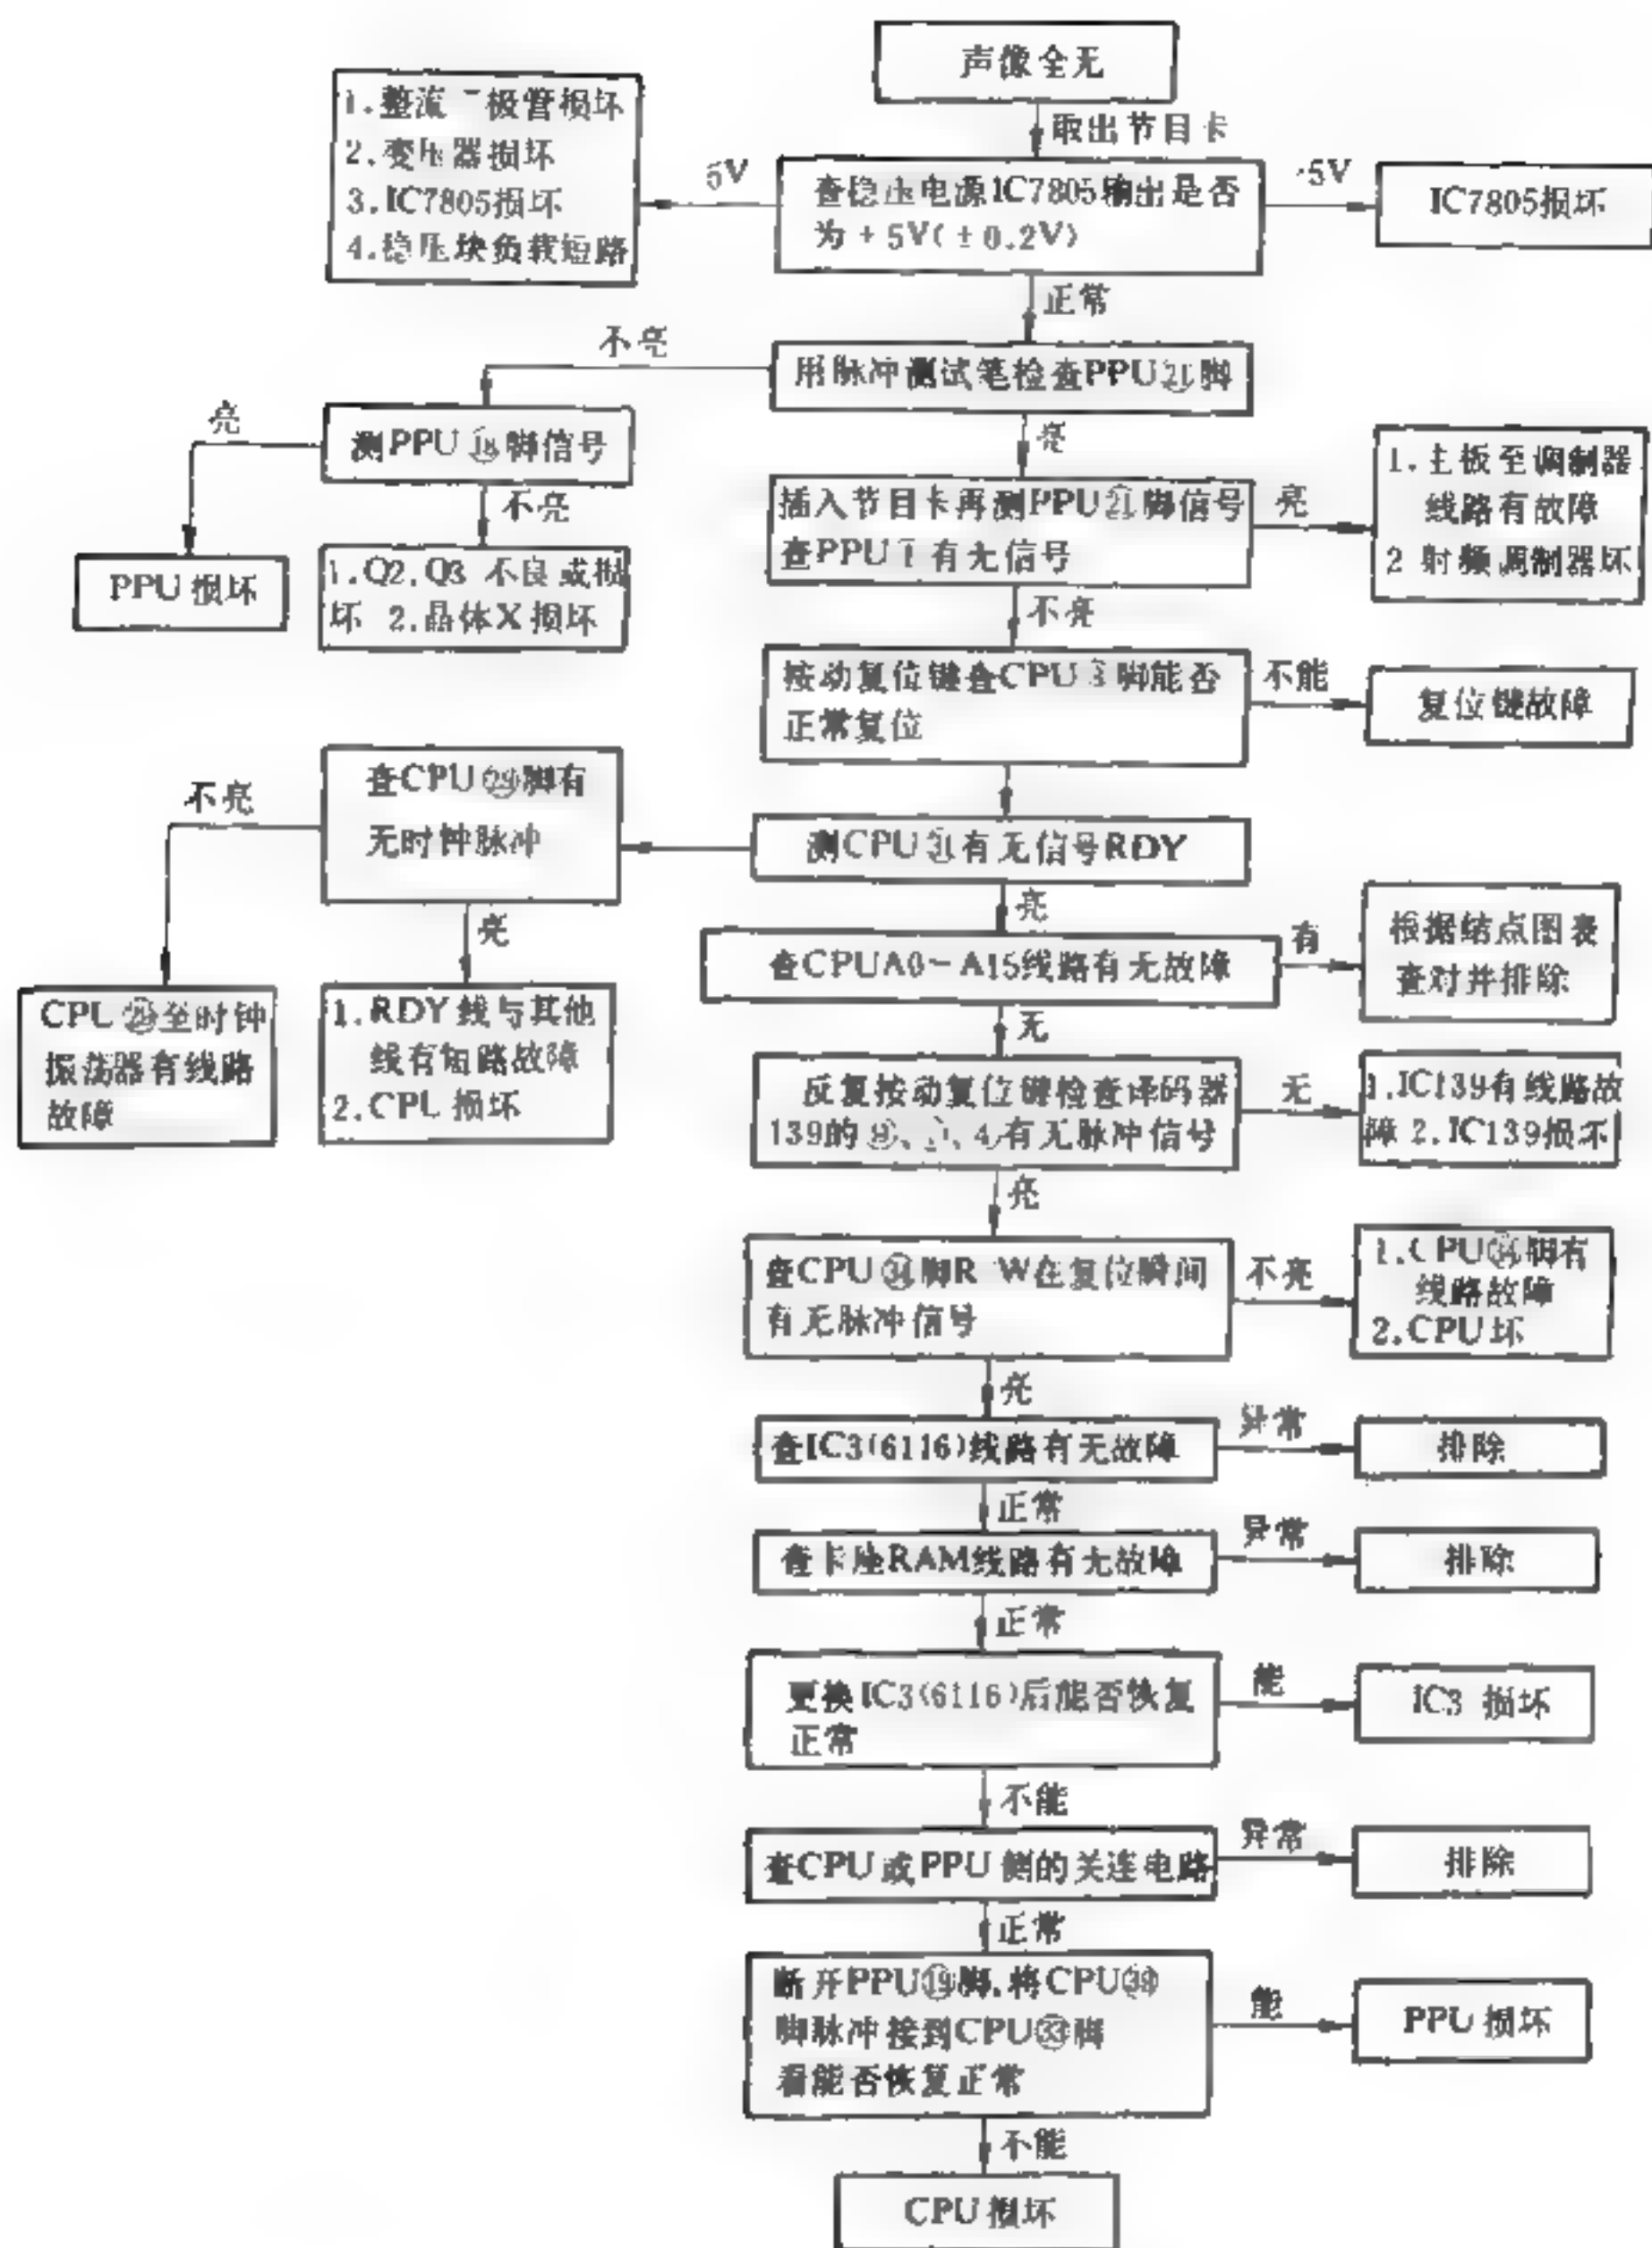 声像全无
取出节目卡
1.整流二极管损坏
2.变压器损坏
3.IC7805损坏
4.稳压块负载短路
5V
查稳压电源IC7805输出是否
为+5V(±0.2V)
5V
IC7805损坏
正常
不亮
用脉冲测试笔检查PPU㉑脚
亮
测PPU⑱脚信号
亮
不亮
PPU损坏
1.Q2.Q3 不良或损
坏 2.晶体X损坏
插入节目卡再测PPU㉑脚信号
查PPU 有无信号
亮
1.主板至调制器
线路有故障
2 射频调制器坏
不亮
按动复位键查CPU③脚能否
正常复位
不能
复位键故障
查CPU㉙脚有
无时钟脉冲
不亮
测CPU㉛有无信号RDY
亮
亮
查CPUA0~A15线路有无故障
有
根据结点图表
查对并排除
CPU㉙至时钟
振荡器有线路
故障
1.RDY线与其他
线有短路故障
2.CPU损坏
无
反复按动复位键检查译码器
139的 有无脉冲信号
无
1.IC139有线路故
障 2.IC139损坏
亮
查CPU㉞脚R W在复位瞬间
有无脉冲信号
不亮
1.CPU㉞脚有
线路故障
2.CPU坏
亮
查IC3(6116)线路有无故障
异常
排除
正常
查卡座RAM线路有无故障
异常
排除
正常
更换IC3(6116)后能否恢复
正常
能
IC3 损坏
不能
查CPU或PPU侧的关连电路
异常
排除
正常
断开PPU⑲脚.将CPU㊴
脚脉冲接到CPU㉝脚
看能否恢复正常
能
PPU损坏
不能
CPU损坏